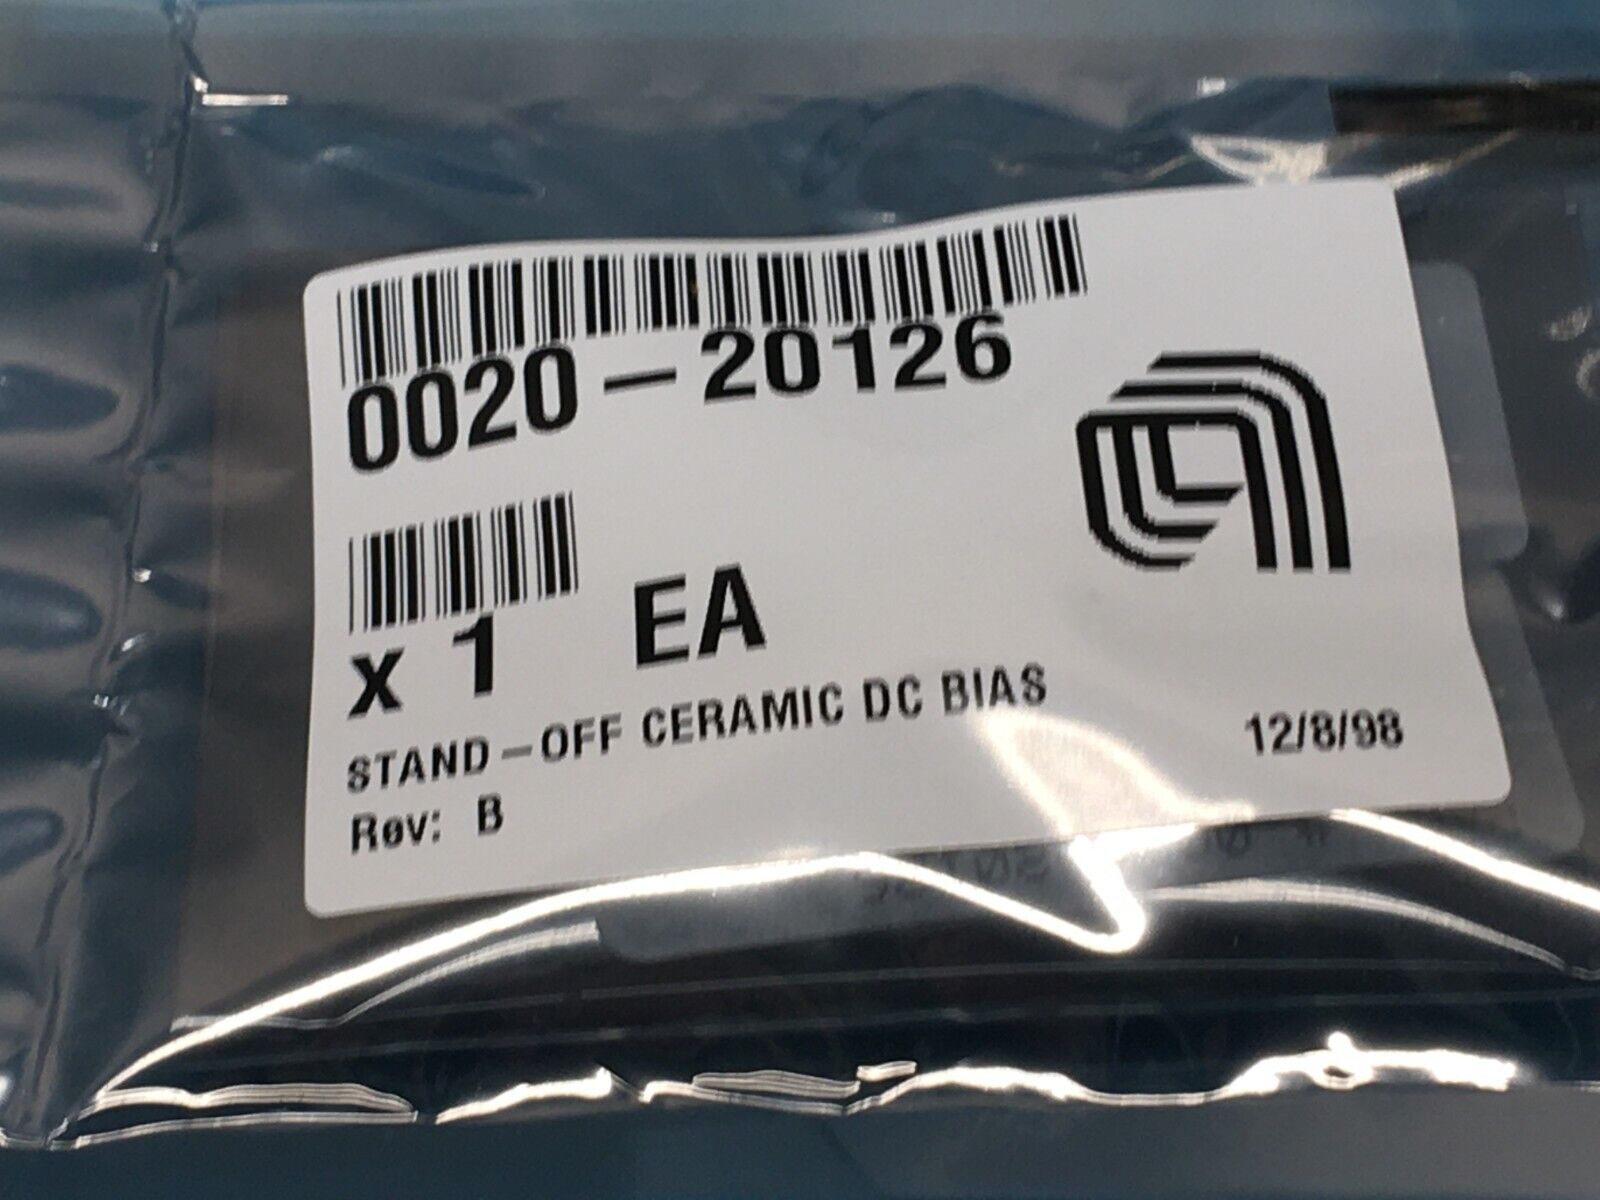 0020-20126
x 1 EA
STAND-OFF CERAMIC DC BIAS
12/8/98
Rev: B